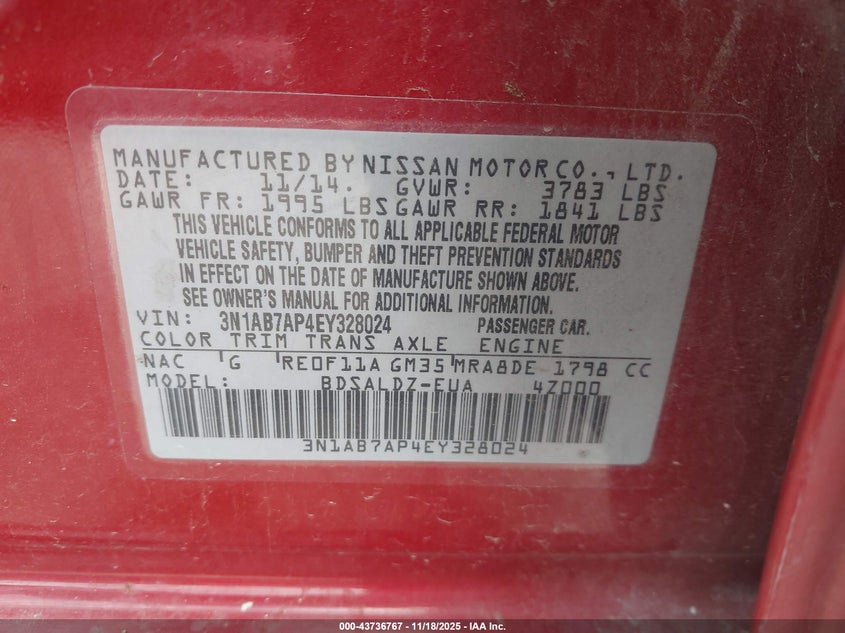 MANUFACTURED BY NISSAN MOTOR CO., LTD.
DATE: 11/14. GVWR: 3783 LBS
GAWR FR: 1995 LBS GAWR RR: 1841 LBS
THIS VEHICLE CONFORMS TO ALL APPLICABLE FEDERAL MOTOR
VEHICLE SAFETY, BUMPER AND THEFT PREVENTION STANDARDS
IN EFFECT ON THE DATE OF MANUFACTURE SHOWN ABOVE.
SEE OWNER'S MANUAL FOR ADDITIONAL INFORMATION.
VIN: 3N1AB7AP4EY328024 PASSENGER CAR.
COLOR TRIM TRANS AXLE ENGINE
NAC G RE0F11A GM35 MRA8DE 1798 CC
MODEL: BDSALDZ-EUA 4Z000
3N1AB7AP4EY328024
000-43736767 - 11/18/2025 - IAA Inc.